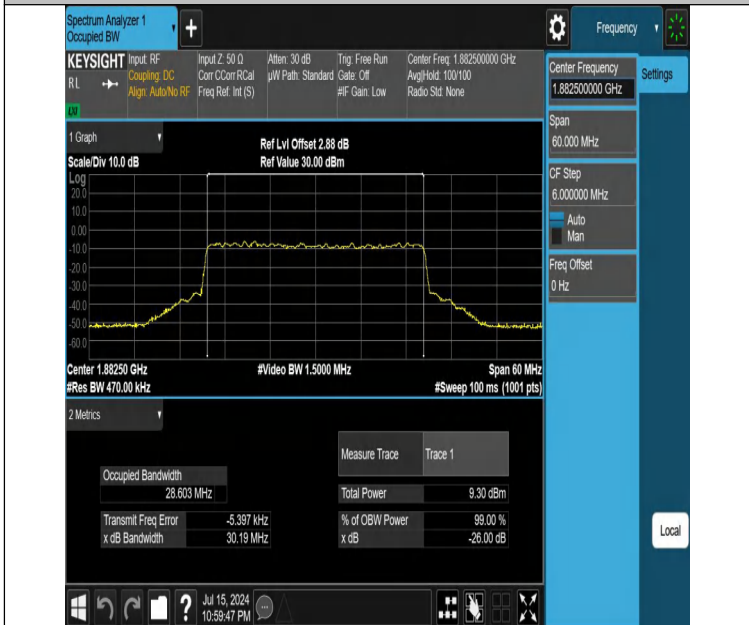 Spectrum Analyzer 1
Occupied BW
Frequency
KEYSIGHT
RL
LXI
Input: RF
Coupling: DC
Align: Auto/No RF
Input Z: 50 Ω
Corr CCorr RCal
Freq Ref: Int (S)
Atten: 30 dB
µW Path: Standard
Trig: Free Run
Gate: Off
#IF Gain: Low
Center Freq: 1.882500000 GHz
Avg|Hold: 100/100
Radio Std: None
Center Frequency
1.882500000 GHz
Settings
Span
60.000 MHz
CF Step
6.000000 MHz
Auto
Man
Freq Offset
0 Hz
1 Graph
Scale/Div 10.0 dB
Ref Lvl Offset 2.88 dB
Ref Value 30.00 dBm
Log
20.0
10.0
0.00
-10.0
-20.0
-30.0
-40.0
-50.0
-60.0
Center 1.88250 GHz
#Res BW 470.00 kHz
#Video BW 1.5000 MHz
Span 60 MHz
#Sweep 100 ms (1001 pts)
2 Metrics
Measure Trace Trace 1
Occupied Bandwidth
28.603 MHz
Total Power 9.30 dBm
Transmit Freq Error -5.397 kHz
% of OBW Power 99.00 %
x dB Bandwidth 30.19 MHz
x dB -26.00 dB
Local
?
Jul 15, 2024
10:59:47 PM